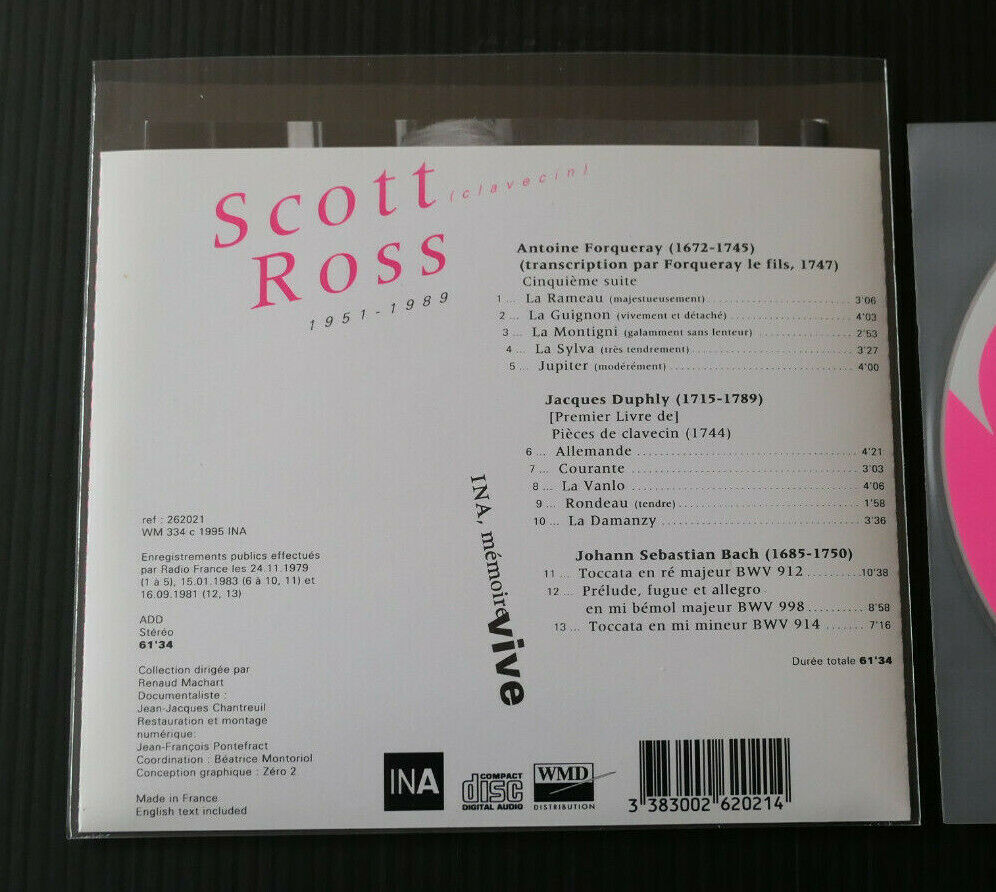 Scott (clavecin)
Ross
1951-1989
Antoine Forqueray (1672-1745)
(transcription par Forqueray le fils, 1747)
Cinquième suite
1 ... La Rameau (majestueusement) ........ 3'06
2 ... La Guignon (vivement et détaché) ........ 4'03
3 ... La Montigni (galamment sans lenteur) ........ 2'53
4 ... La Sylva (très tendrement) ........ 3'27
5 ... Jupiter (modérément) ........ 4'00
Jacques Duphly (1715-1789)
[Premier Livre de]
Pièces de clavecin (1744)
6 ... Allemande ........ 4'21
7 ... Courante ........ 3'03
8 ... La Vanlo ........ 4'06
9 ... Rondeau (tendre) ........ 1'58
10 ... La Damanzy ........ 3'36
Johann Sebastian Bach (1685-1750)
11 ... Toccata en ré majeur BWV 912 ........ 10'38
12 ... Prélude, fugue et allegro
en mi bémol majeur BWV 998 ........ 8'58
13 ... Toccata en mi mineur BWV 914 ....... 7'16
Durée totale 61'34
INA, mémoire vive
ref : 262021
WM 334 c 1995 INA
Enregistrements publics effectués
par Radio France les 24.11.1979
(1 à 5), 15.01.1983 (6 à 10, 11) et
16.09.1981 (12, 13)
ADD
Stéréo
61'34
Collection dirigée par
Renaud Machart
Documentaliste :
Jean-Jacques Chantreuil
Restauration et montage
numérique:
Jean-François Pontefract
Coordination : Béatrice Montoriol
Conception graphique : Zéro 2
Made in France
English text included
INA
COMPACT
disc
DIGITAL AUDIO
WMD
DISTRIBUTION
3 383002 620214